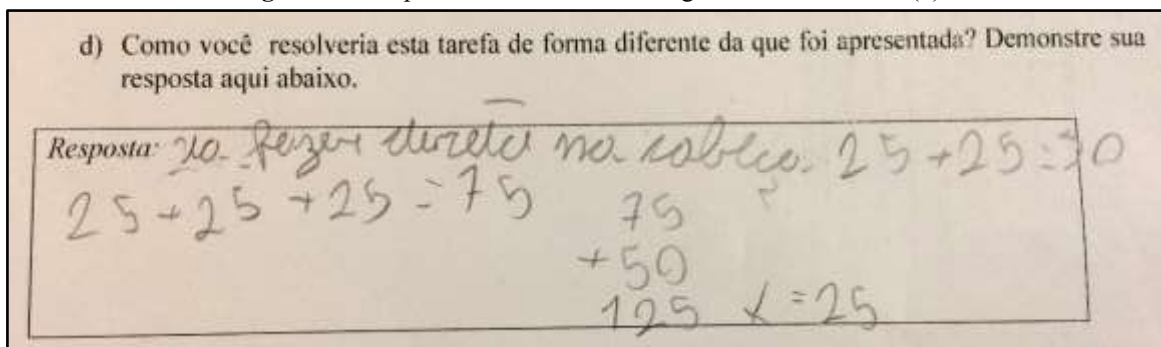 d) Como você resolveria esta tarefa de forma diferente da que foi apresentada? Demonstre sua
resposta aqui abaixo.
Resposta: fazer direto na cabeça. 25+25=50
25+25+25=75
75
+50
125 x=25